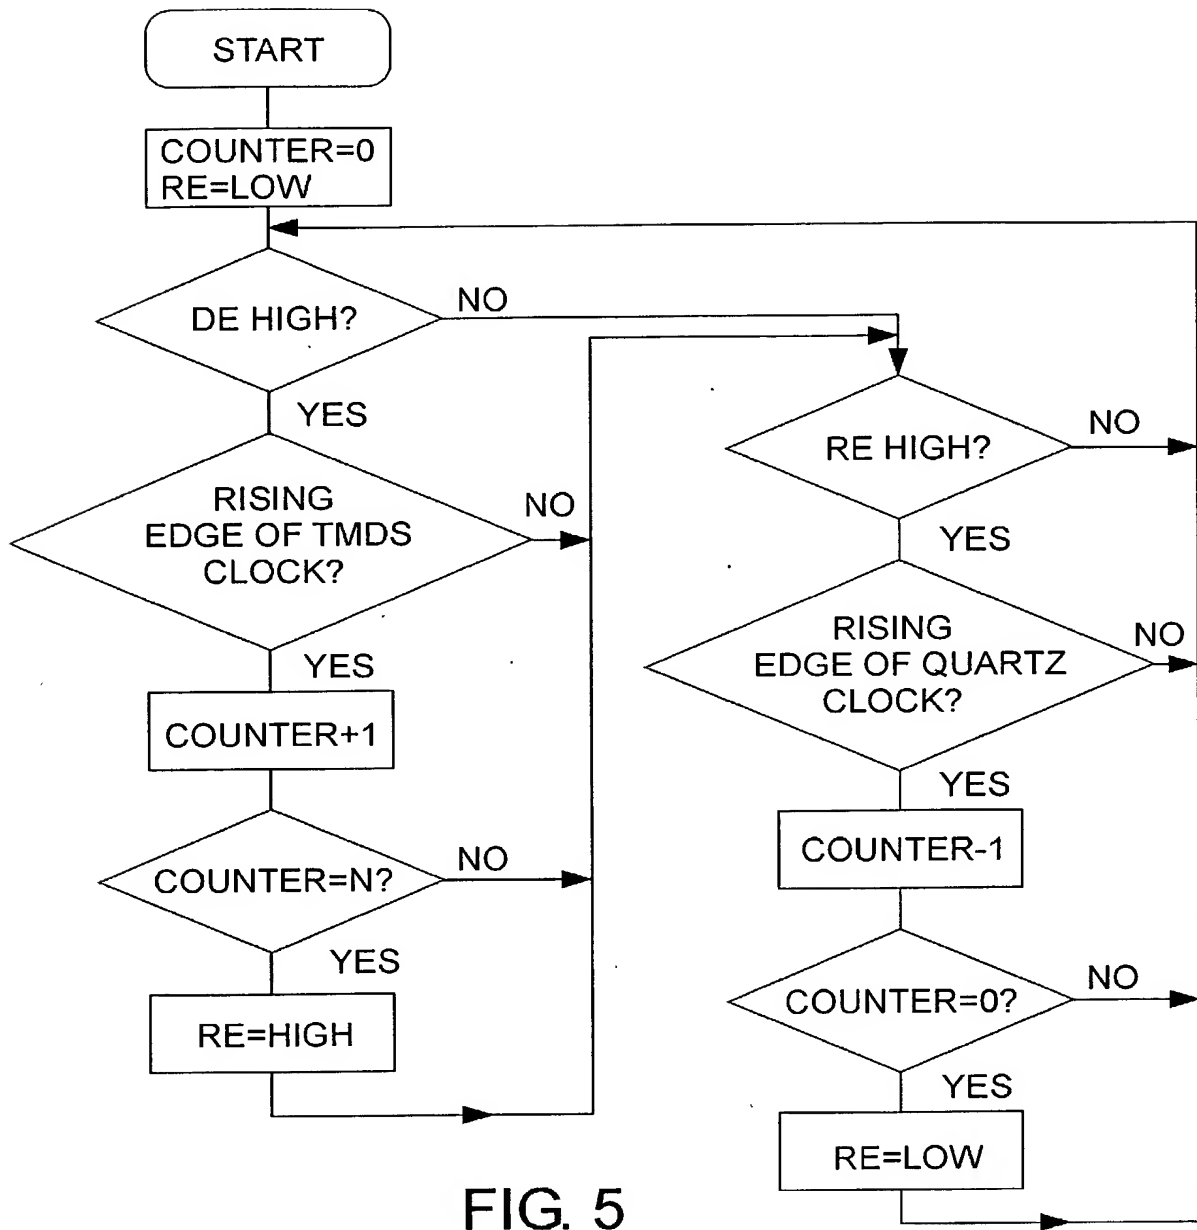 START
COUNTER=0
RE=LOW
DE HIGH?
NO
YES
RISING
EDGE OF TMDS
CLOCK?
NO
YES
COUNTER+1
COUNTER=N?
NO
YES
RE=HIGH
RE HIGH?
NO
YES
RISING
EDGE OF QUARTZ
CLOCK?
NO
YES
COUNTER-1
COUNTER=0?
NO
YES
RE=LOW
FIG. 5